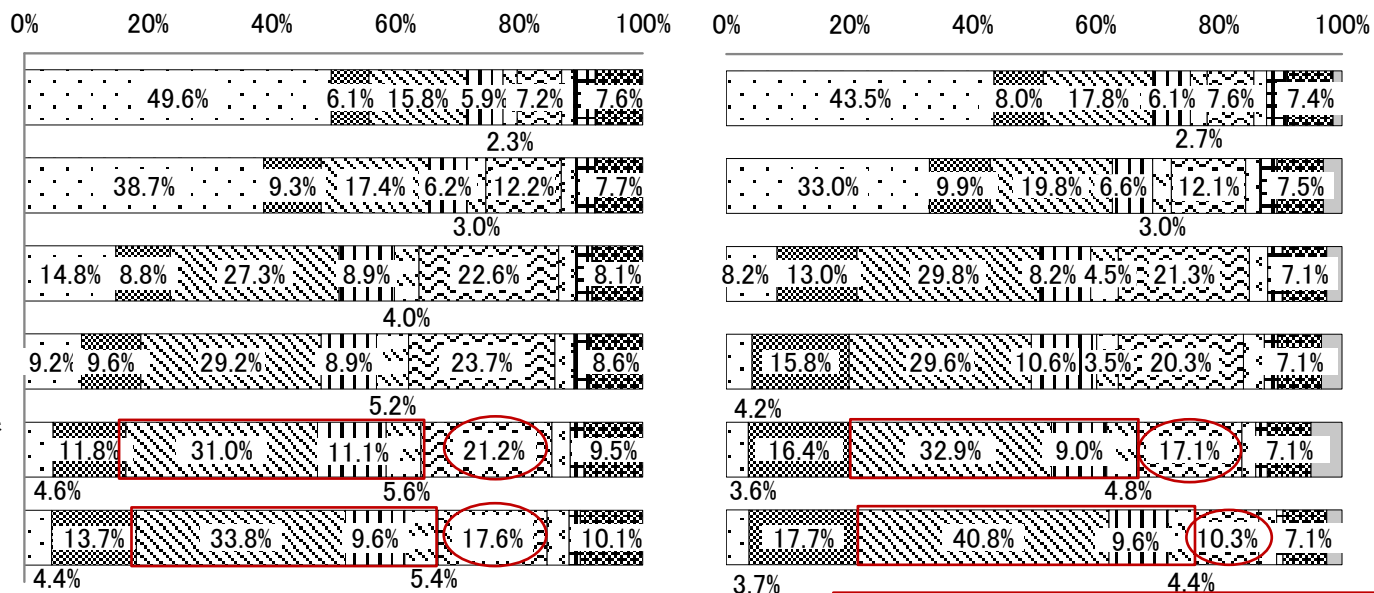 0% 20% 40% 60% 80% 100%
49.6% 6.1% 15.8% 5.9% 7.2% 7.6%
2.3%
38.7% 9.3% 17.4% 6.2% 12.2% 7.7%
3.0%
14.8% 8.8% 27.3% 8.9% 22.6% 8.1%
4.0%
9.2% 9.6% 29.2% 8.9% 23.7% 8.6%
5.2%
11.8% 31.0% 11.1% 21.2% 9.5%
4.6% 5.6%
13.7% 33.8% 9.6% 17.6% 10.1%
4.4% 5.4%
0% 20% 40% 60% 80% 100%
43.5% 8.0% 17.8% 6.1% 7.6% 7.4%
2.7%
33.0% 9.9% 19.8% 6.6% 12.1% 7.5%
3.0%
8.2% 13.0% 29.8% 8.2% 4.5% 21.3% 7.1%
15.8% 29.6% 10.6% 3.5% 20.3% 7.1%
4.2%
16.4% 32.9% 9.0% 17.1% 7.1%
3.6% 4.8%
17.7% 40.8% 9.6% 10.3% 7.1%
3.7% 4.4%